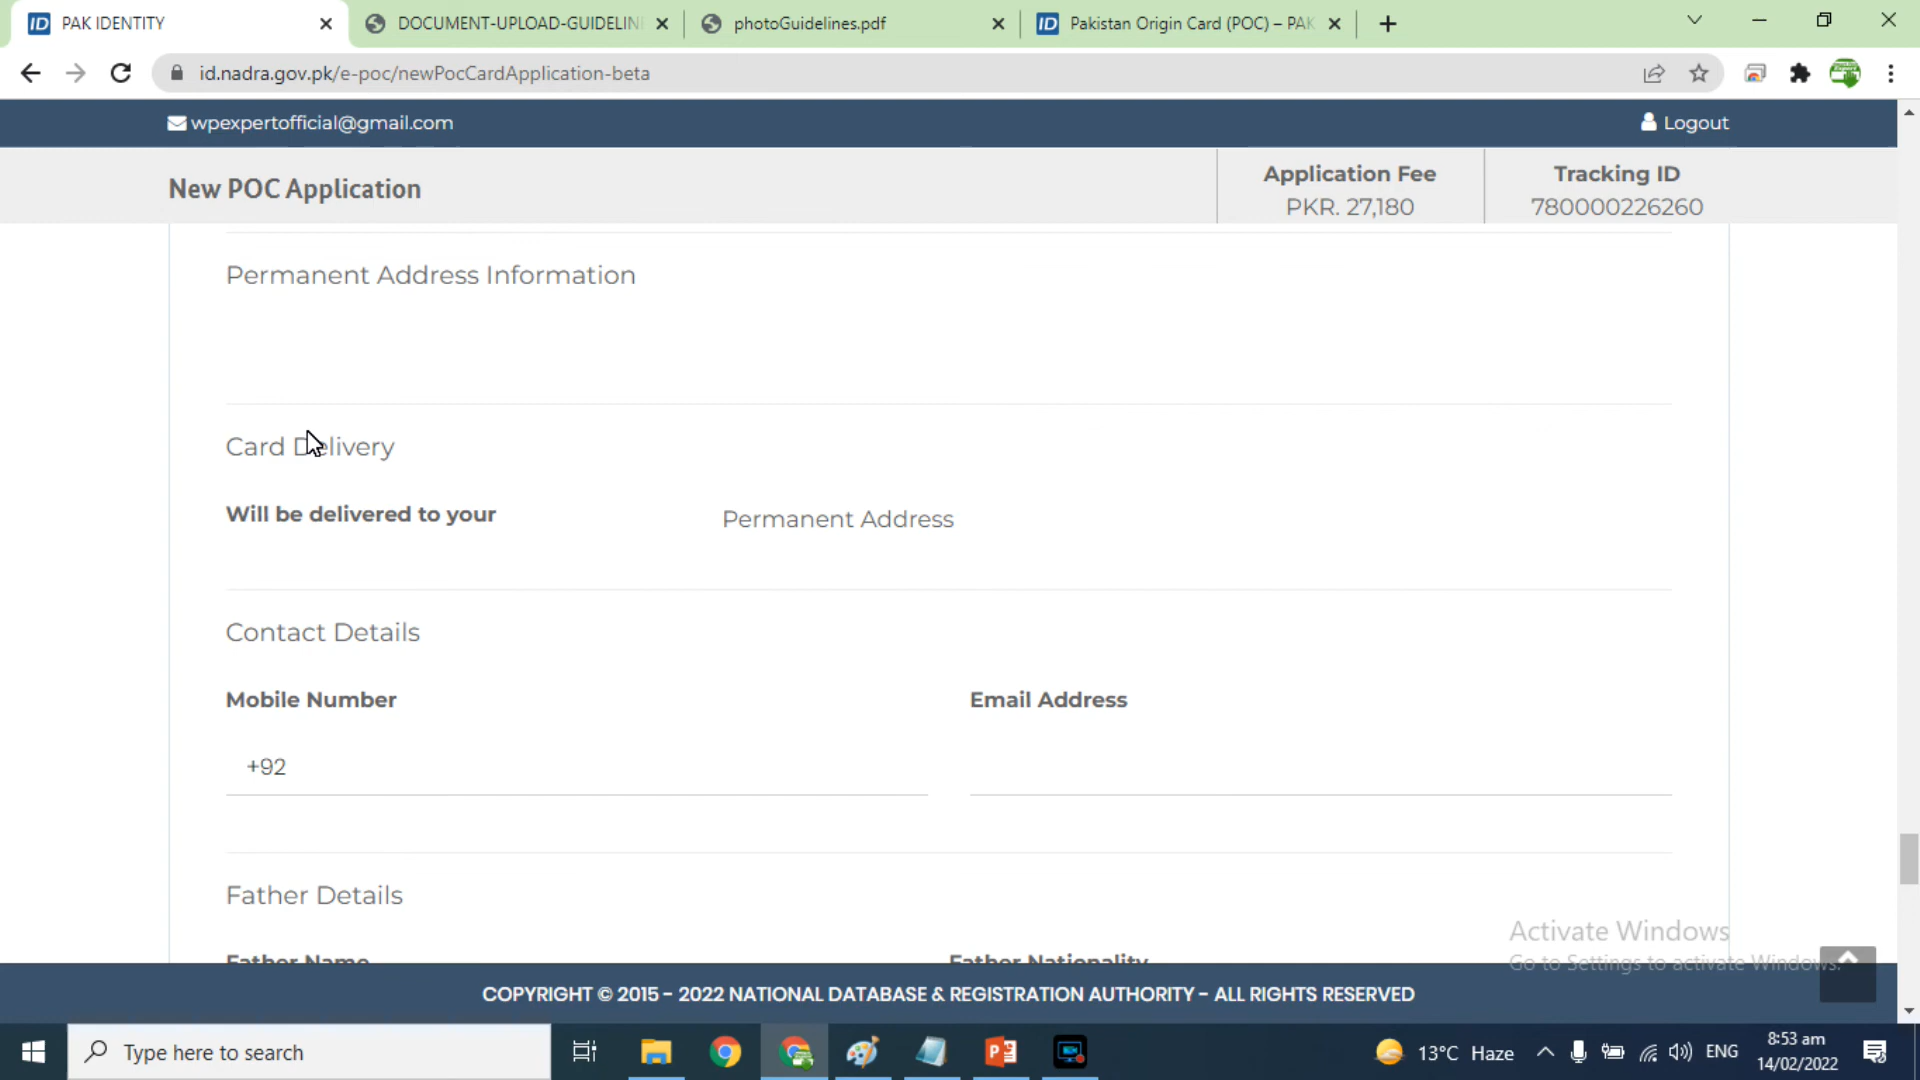 PAK IDENTITY
DOCUMENT-UPLOAD-GUIDELIN
photoGuidelines.pdf
Pakistan Origin Card (POC) – PAK
id.nadra.gov.pk/e-poc/newPocCardApplication-beta
wpexpertofficial@gmail.com
Logout
New POC Application
Application Fee
PKR. 27,180
Tracking ID
780000226260
Permanent Address Information
Card Delivery
Will be delivered to your
Permanent Address
Contact Details
Mobile Number
Email Address
+92
Father Details
Father Name
Father Nationality
Activate Windows
Go to Settings to activate Windows.
COPYRIGHT © 2015 - 2022 NATIONAL DATABASE & REGISTRATION AUTHORITY - ALL RIGHTS RESERVED
Type here to search
13°C Haze
ENG
8:53 am
14/02/2022